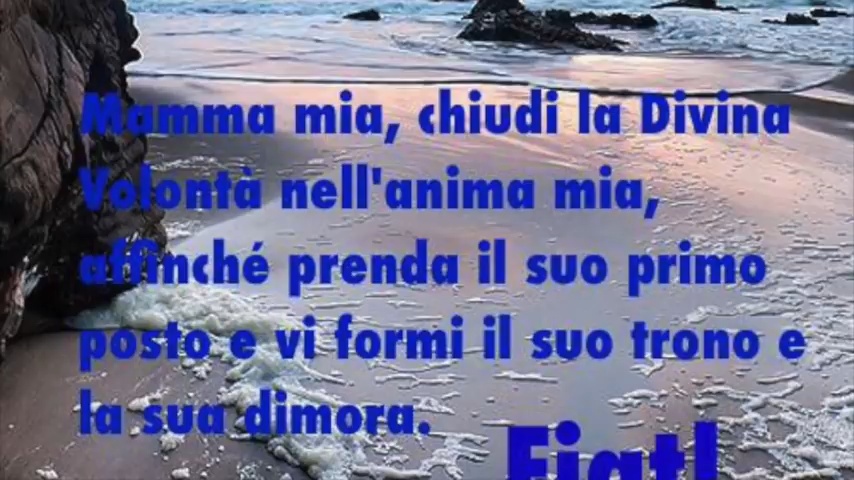 Mamma mia, chiudi la Divina
Volontà nell'anima mia,
affinché prenda il suo primo
posto e vi formi il suo trono e
la sua dimora.
Fiat!